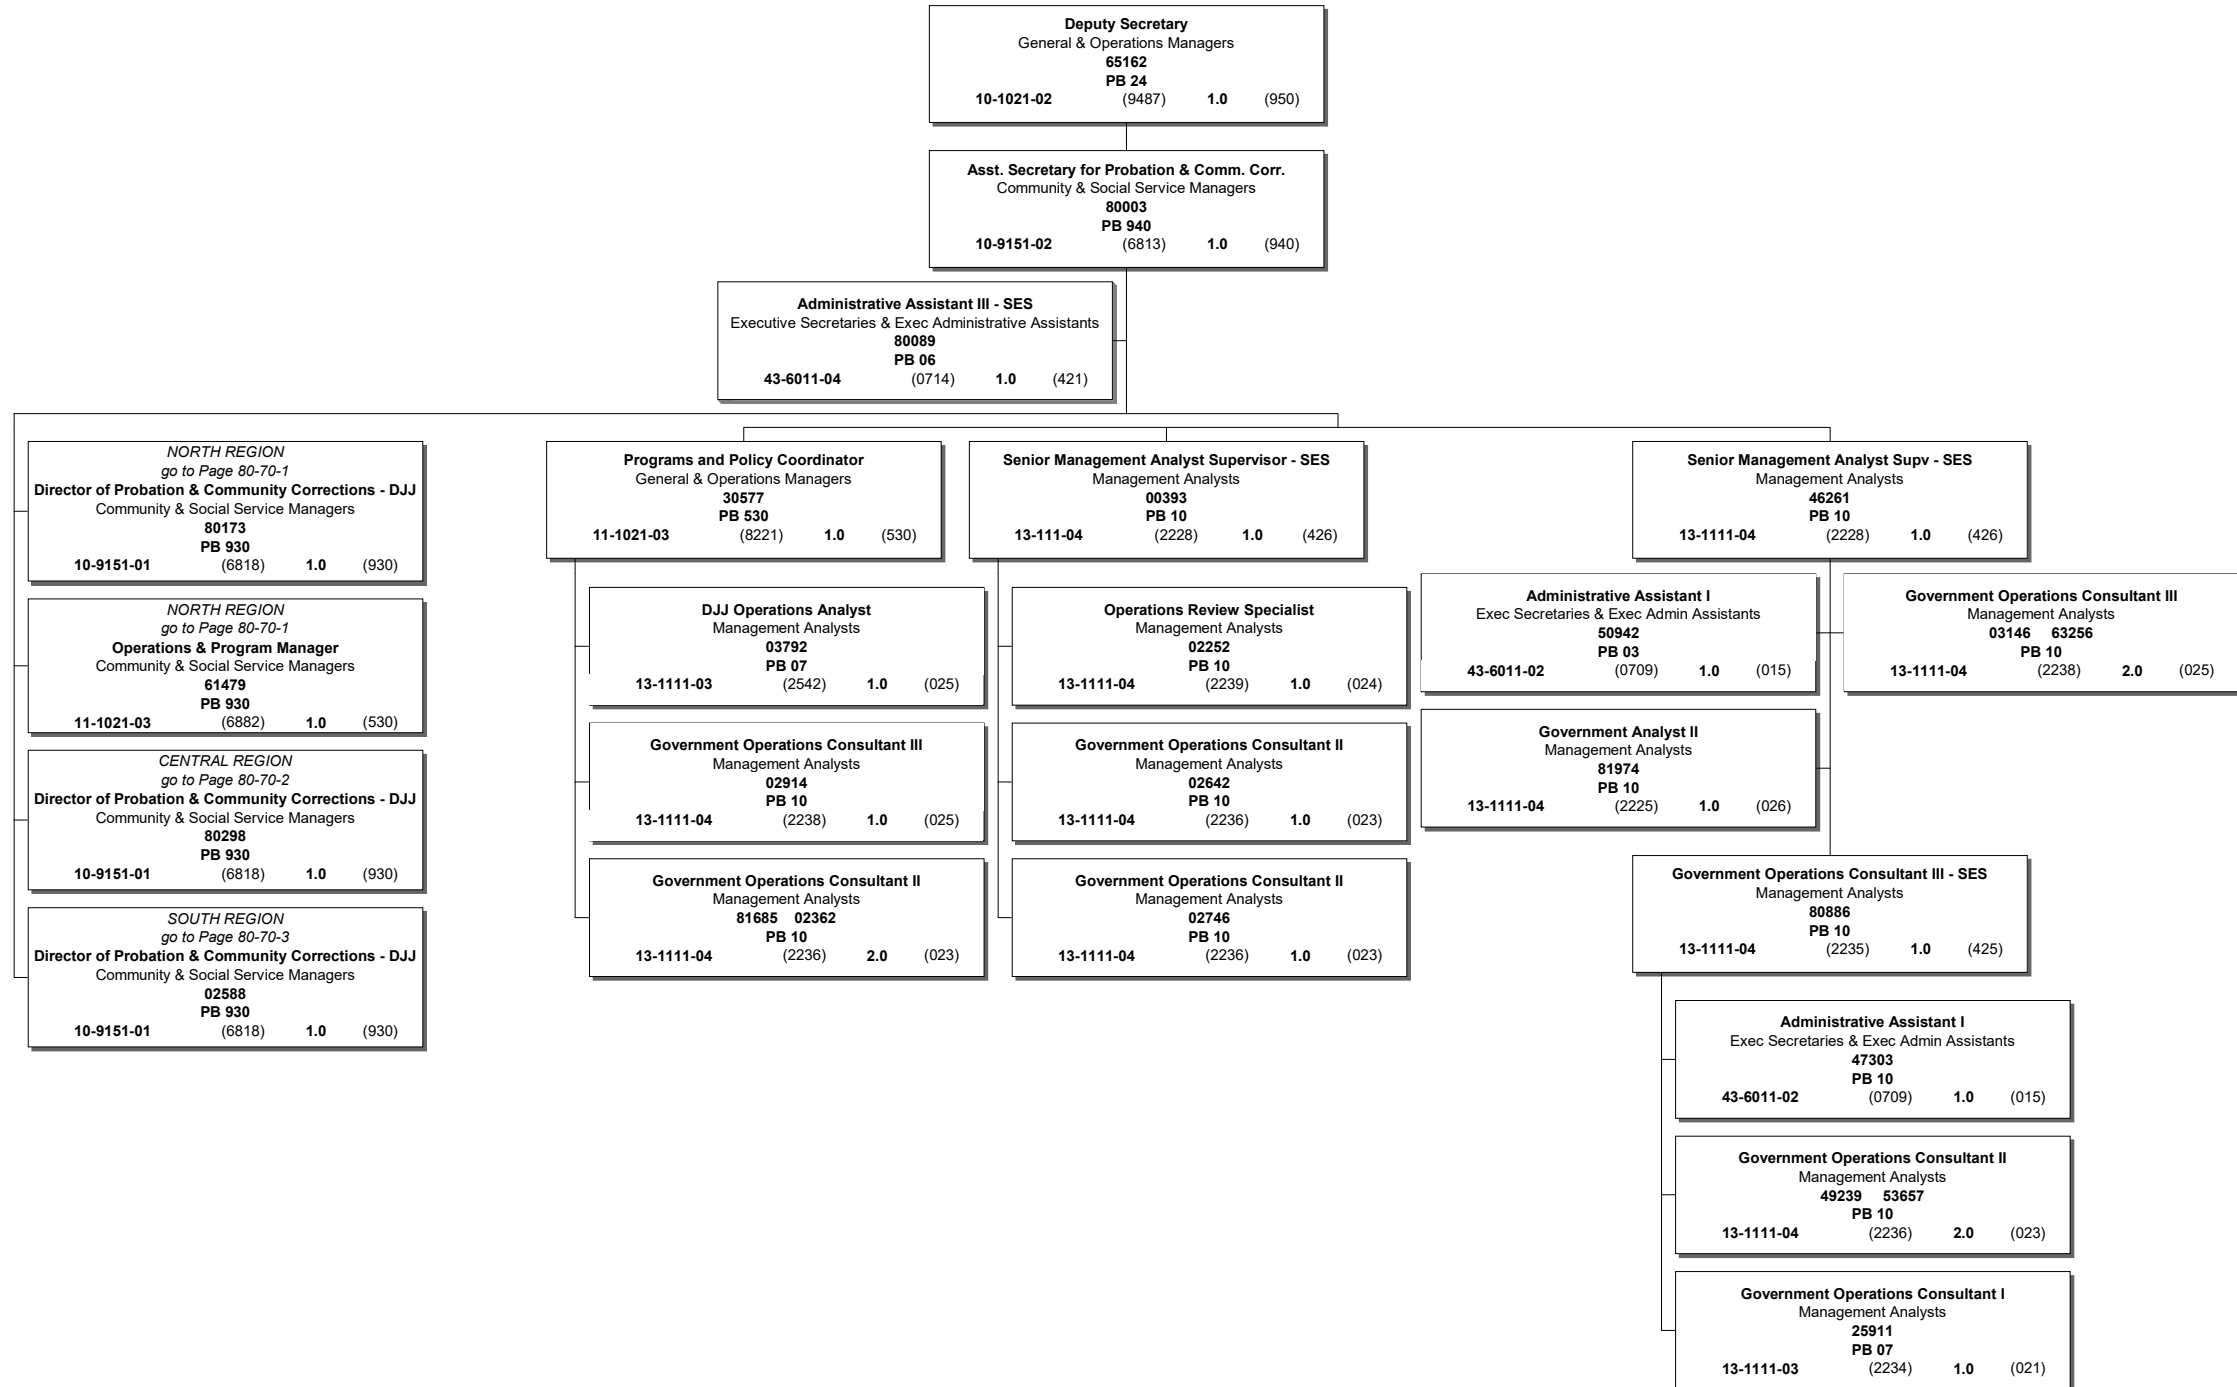 Deputy Secretary
General & Operations Managers
65162
PB 24
10-1021-02 (9487) 1.0 (950)
Asst. Secretary for Probation & Comm. Corr.
Community & Social Service Managers
80003
PB 940
10-9151-02 (6813) 1.0 (940)
Administrative Assistant III - SES
Executive Secretaries & Exec Administrative Assistants
80089
PB 06
43-6011-04 (0714) 1.0 (421)
NORTH REGION
go to Page 80-70-1
Director of Probation & Community Corrections - DJJ
Community & Social Service Managers
80173
PB 930
10-9151-01 (6818) 1.0 (930)
NORTH REGION
go to Page 80-70-1
Operations & Program Manager
Community & Social Service Managers
61479
PB 930
11-1021-03 (6882) 1.0 (530)
CENTRAL REGION
go to Page 80-70-2
Director of Probation & Community Corrections - DJJ
Community & Social Service Managers
80298
PB 930
10-9151-01 (6818) 1.0 (930)
SOUTH REGION
go to Page 80-70-3
Director of Probation & Community Corrections - DJJ
Community & Social Service Managers
02588
PB 930
10-9151-01 (6818) 1.0 (930)
Programs and Policy Coordinator
General & Operations Managers
30577
PB 530
11-1021-03 (8221) 1.0 (530)
DJJ Operations Analyst
Management Analysts
03792
PB 07
13-1111-03 (2542) 1.0 (025)
Government Operations Consultant III
Management Analysts
02914
PB 10
13-1111-04 (2238) 1.0 (025)
Government Operations Consultant II
Management Analysts
81685 02362
PB 10
13-1111-04 (2236) 2.0 (023)
Senior Management Analyst Supervisor - SES
Management Analysts
00393
PB 10
13-111-04 (2228) 1.0 (426)
Operations Review Specialist
Management Analysts
02252
PB 10
13-1111-04 (2239) 1.0 (024)
Government Operations Consultant II
Management Analysts
02642
PB 10
13-1111-04 (2236) 1.0 (023)
Government Operations Consultant II
Management Analysts
02746
PB 10
13-1111-04 (2236) 1.0 (023)
Senior Management Analyst Supv - SES
Management Analysts
46261
PB 10
13-1111-04 (2228) 1.0 (426)
Administrative Assistant I
Exec Secretaries & Exec Admin Assistants
50942
PB 03
43-6011-02 (0709) 1.0 (015)
Government Operations Consultant III
Management Analysts
03146 63256
PB 10
13-1111-04 (2238) 2.0 (025)
Government Analyst II
Management Analysts
81974
PB 10
13-1111-04 (2225) 1.0 (026)
Government Operations Consultant III - SES
Management Analysts
80886
PB 10
13-1111-04 (2235) 1.0 (425)
Administrative Assistant I
Exec Secretaries & Exec Admin Assistants
47303
PB 10
43-6011-02 (0709) 1.0 (015)
Government Operations Consultant II
Management Analysts
49239 53657
PB 10
13-1111-04 (2236) 2.0 (023)
Government Operations Consultant I
Management Analysts
25911
PB 07
13-1111-03 (2234) 1.0 (021)